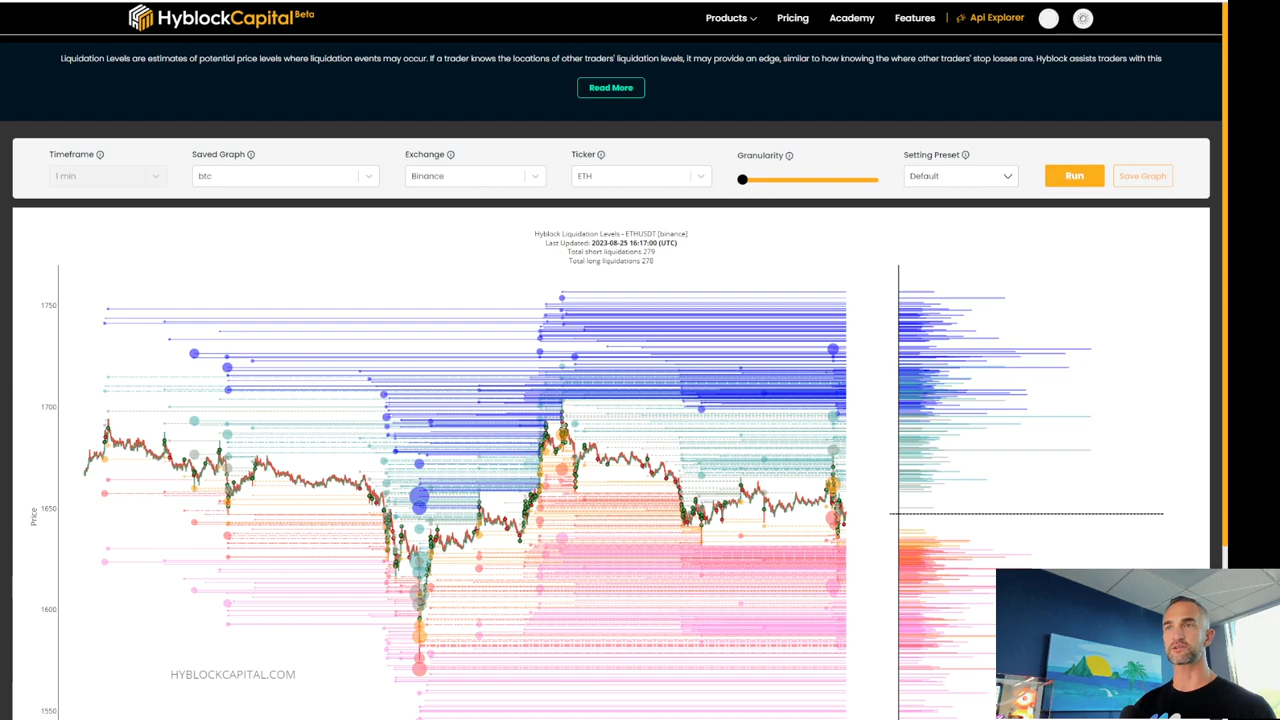 HyblockCapital Beta
Products Pricing Academy Features Api Explorer
Liquidation Levels are estimates of potential price levels where liquidation events may occur. If a trader knows the locations of other traders' liquidation levels, it may provide an edge, similar to how knowing the where other traders' stop losses are. Hyblock assists traders with this
Read More
Timeframe Saved Graph Exchange Ticker Granularity Setting Preset
1 min btc Binance ETH Default Run Save Graph
Hyblock Liquidation Levels - ETHUSDT [binance]
Last Updated: 2023-08-25 16:17:00 (UTC)
Total short liquidations 279
Total long liquidations 278
1750
1700
1650
Price
1600
HYBLOCKCAPITAL.COM
1550